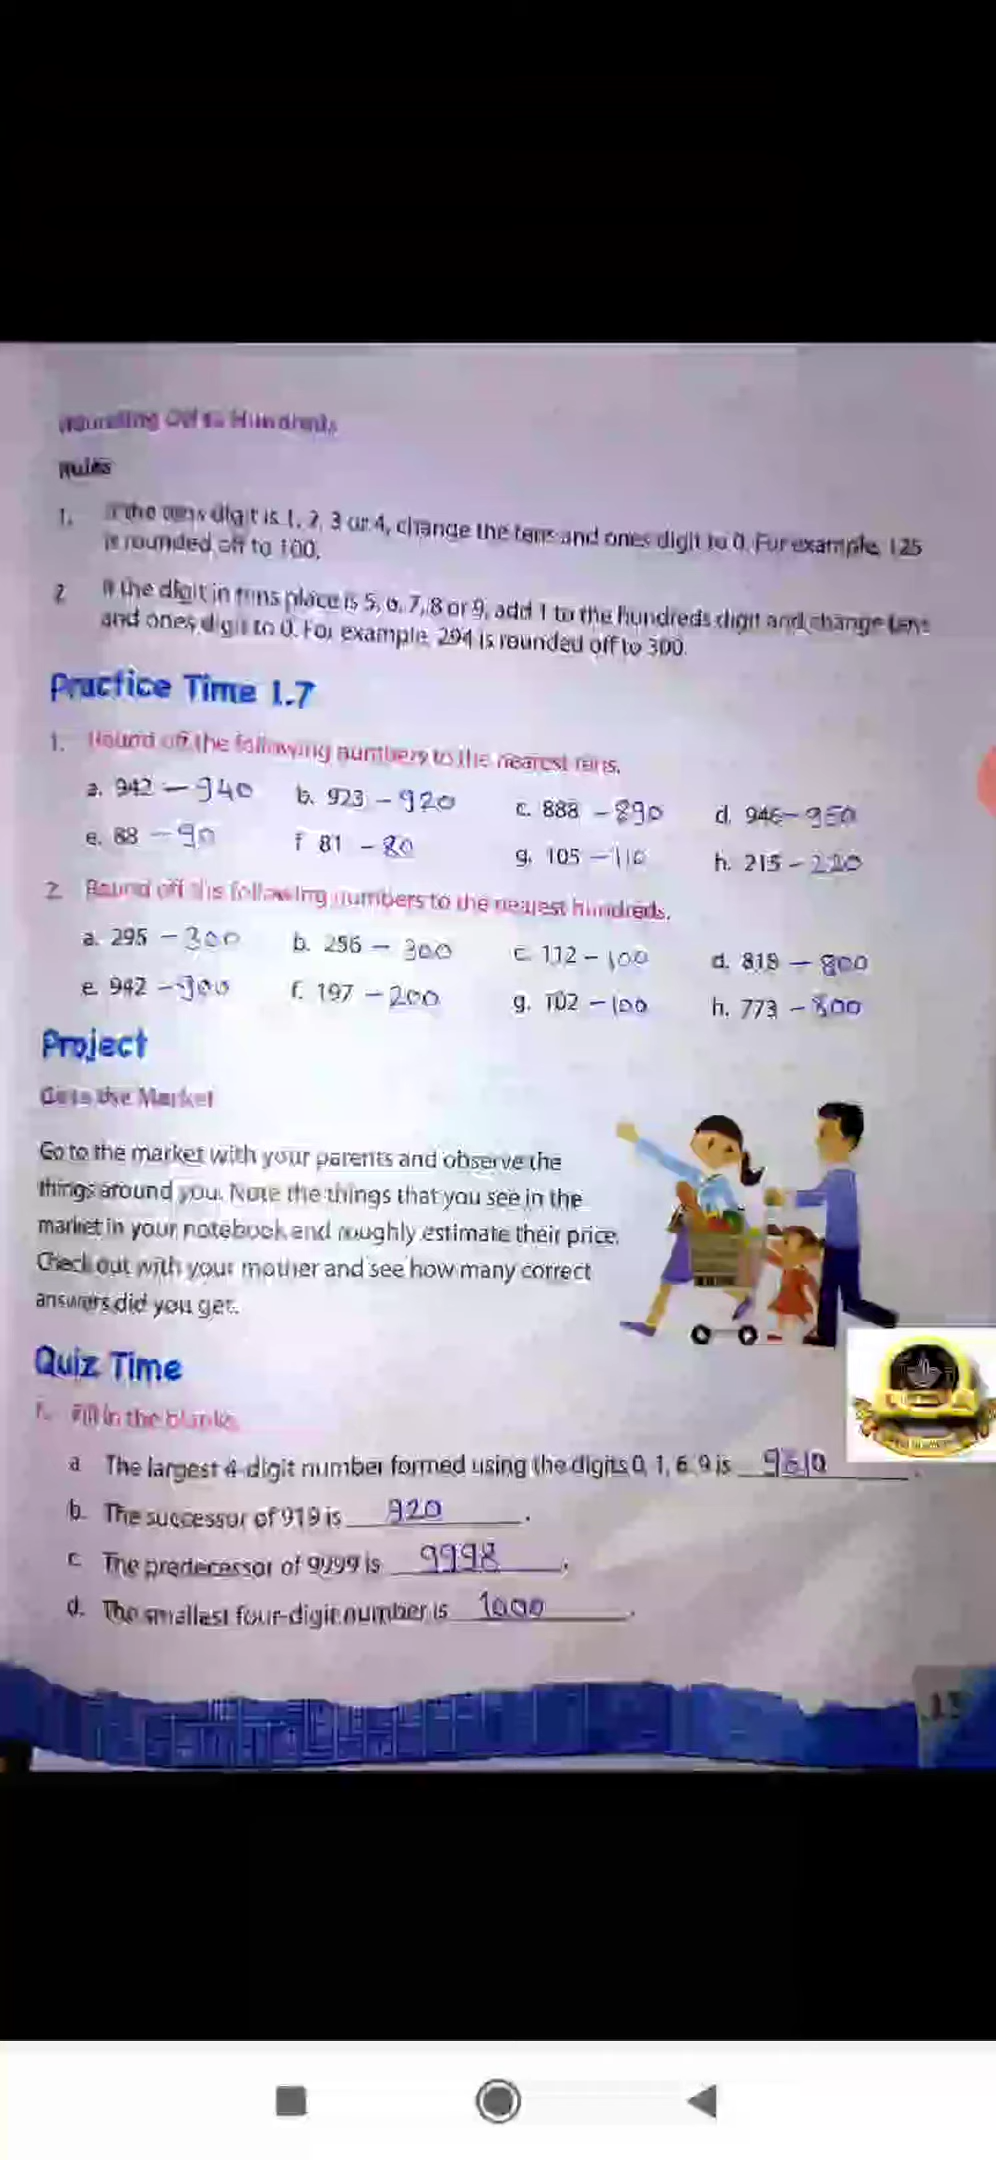 Rounding Off to Hundreds
Rules
1. If the tens digit is 1, 2, 3 or 4, change the tens and ones digit to 0. For example, 125
is rounded off to 100.
2. If the digit in tens place is 5, 6, 7, 8 or 9, add 1 to the hundreds digit and change tens
and ones digit to 0. For example, 294 is rounded off to 300.
Practice Time 1.7
1. Round off the following numbers to the nearest tens.
a. 942 – 940 b. 923 – 920 c. 888 – 890 d. 946 – 950
e. 88 – 90 f. 81 – 80 g. 105 – 110 h. 215 – 220
2. Round off the following numbers to the nearest hundreds.
a. 295 – 300 b. 256 – 300 c. 112 – 100 d. 818 – 800
e. 942 – 900 f. 197 – 200 g. 102 – 100 h. 773 – 800
Project
Go to the Market
Go to the market with your parents and observe the
things around you. Note the things that you see in the
market in your notebook and roughly estimate their price.
Check out with your mother and see how many correct
answers did you get.
Quiz Time
1. Fill in the blanks.
a. The largest 4-digit number formed using the digits 0, 1, 6, 9 is 9610.
b. The successor of 919 is 920.
c. The predecessor of 9999 is 9998.
d. The smallest four-digit number is 1000.
13